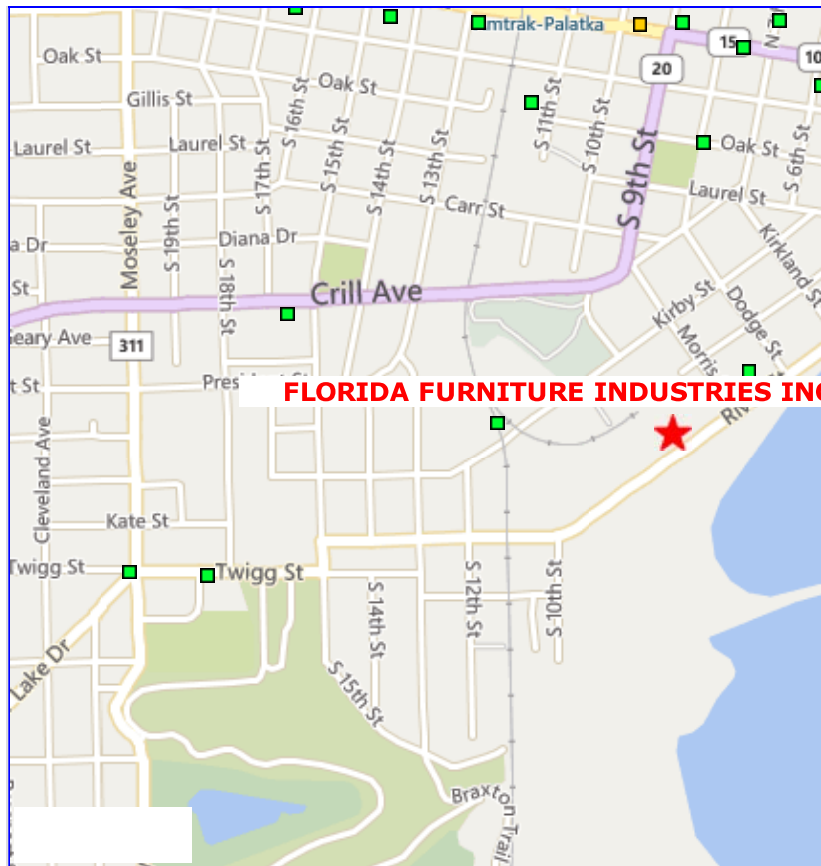 mtrak-Palatka
15
Z N
20
10
Oak St
Oak St
Gillis St
S 16th St
S 11th St
S 10th St
Oak St
S 6th St
Laurel St
Laurel St
S 17th St
S 15th St
S 14th St
S 13th St
S 9th St
Laurel St
Moseley Ave
S 19th St
Carr St
a Dr
Diana Dr
Kirkland St
St
S 18th St
Crill Ave
Kirby St
Dodge St
Geary Ave
311
Morris
t St
FLORIDA FURNITURE INDUSTRIES INC
Cleveland Ave
Kate St
Twigg St
Twigg St
S 14th St
S 12th St
S 10th St
Lake Dr
S 15th St
Braxton Trail